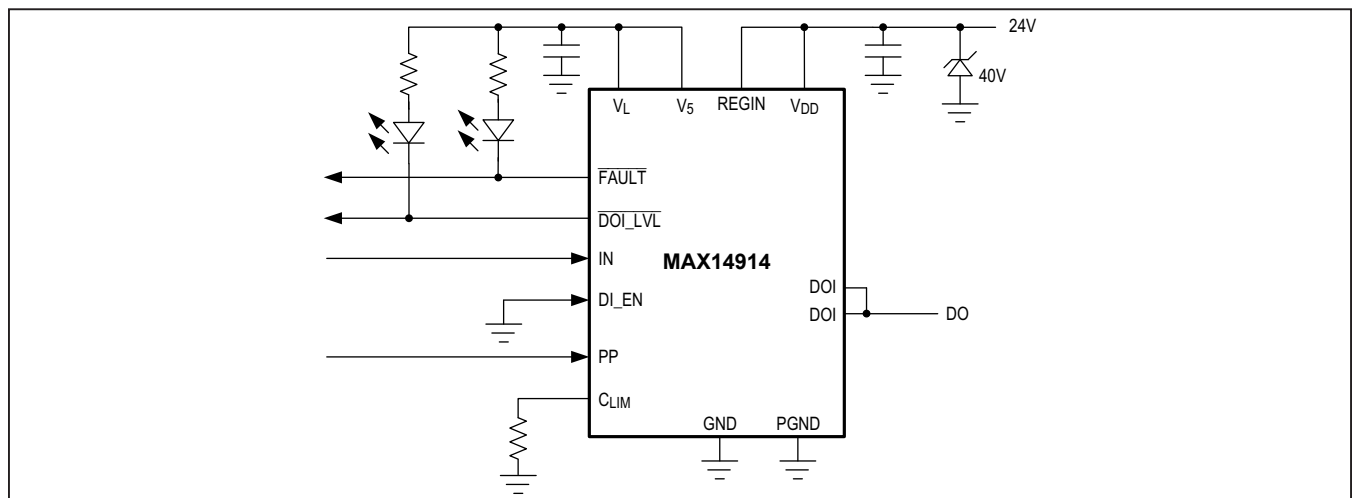 24V
40V
VL
V5
REGIN
VDD
FAULT
DOI_LVL
IN
MAX14914
DI_EN
DOI
DOI
DO
PP
CLIM
GND
PGND